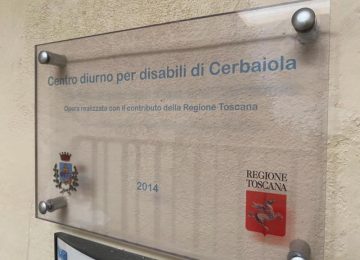 Centro diurno per disabili di Cerbaiola
Opera realizzata con il contributo della Regione Toscana
2014
REGIONE
TOSCANA